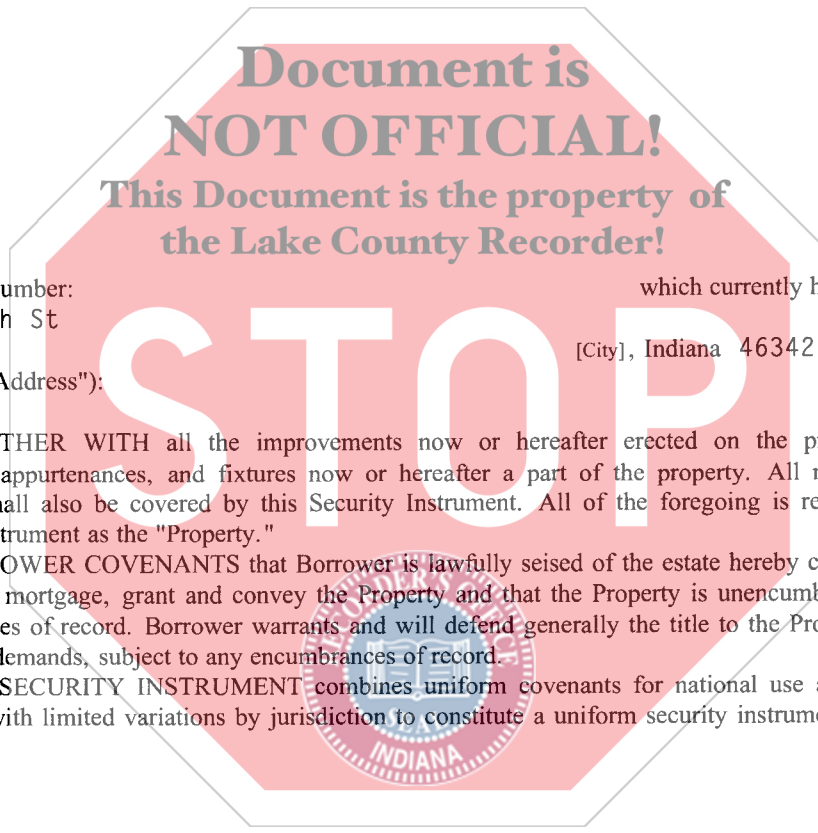 Document is
NOT OFFICIAL!
This Document is the property of
the Lake County Recorder!
umber: which currently h
h St
[City], Indiana 46342
Address"):
STOP
THER WITH all the improvements now or hereafter erected on the p
appurtenances, and fixtures now or hereafter a part of the property. All r
all also be covered by this Security Instrument. All of the foregoing is re
trument as the "Property."
OWER COVENANTS that Borrower is lawfully seised of the estate hereby c
mortgage, grant and convey the Property and that the Property is unencumb
es of record. Borrower warrants and will defend generally the title to the Pro
demands, subject to any encumbrances of record.
SECURITY INSTRUMENT combines uniform covenants for national use a
with limited variations by jurisdiction to constitute a uniform security instrume
RECORDER'S OFFICE
SEAL
INDIANA